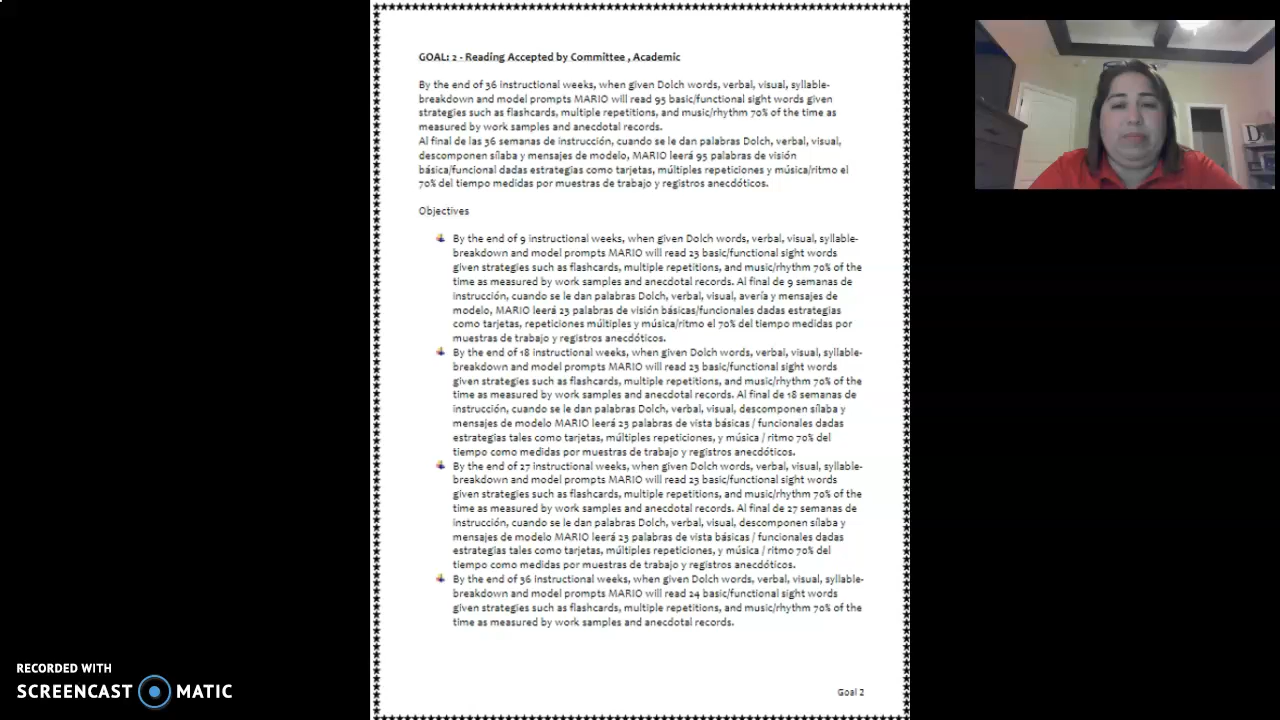 GOAL: 2 - Reading Accepted by Committee , Academic
By the end of 36 instructional weeks, when given Dolch words, verbal, visual, syllable-
breakdown and model prompts MARIO will read 95 basic/functional sight words given
strategies such as flashcards, multiple repetitions, and music/rhythm 70% of the time as
measured by work samples and anecdotal records.
Al final de las 36 semanas de instrucción, cuando se le dan palabras Dolch, verbal, visual,
descomponen sílaba y mensajes de modelo, MARIO leerá 95 palabras de visión
básica/funcional dadas estrategias como tarjetas, múltiples repeticiones y música/ritmo el
70% del tiempo medidas por muestras de trabajo y registros anecdóticos.
Objectives
By the end of 9 instructional weeks, when given Dolch words, verbal, visual, syllable-
breakdown and model prompts MARIO will read 23 basic/functional sight words
given strategies such as flashcards, multiple repetitions, and music/rhythm 70% of the
time as measured by work samples and anecdotal records. Al final de 9 semanas de
instrucción, cuando se le dan palabras Dolch, verbal, visual, avería y mensajes de
modelo, MARIO leerá 23 palabras de visión básicas/funcionales dadas estrategias
como tarjetas, repeticiones múltiples y música/ritmo el 70% del tiempo medidas por
muestras de trabajo y registros anecdóticos.
By the end of 18 instructional weeks, when given Dolch words, verbal, visual, syllable-
breakdown and model prompts MARIO will read 23 basic/functional sight words
given strategies such as flashcards, multiple repetitions, and music/rhythm 70% of the
time as measured by work samples and anecdotal records. Al final de 18 semanas de
instrucción, cuando se le dan palabras Dolch, verbal, visual, descomponen sílaba y
mensajes de modelo MARIO leerá 23 palabras de vista básicas / funcionales dadas
estrategias tales como tarjetas, múltiples repeticiones, y música / ritmo 70% del
tiempo como medidas por muestras de trabajo y registros anecdóticos.
By the end of 27 instructional weeks, when given Dolch words, verbal, visual, syllable-
breakdown and model prompts MARIO will read 23 basic/functional sight words
given strategies such as flashcards, multiple repetitions, and music/rhythm 70% of the
time as measured by work samples and anecdotal records. Al final de 27 semanas de
instrucción, cuando se le dan palabras Dolch, verbal, visual, descomponen sílaba y
mensajes de modelo MARIO leerá 23 palabras de vista básicas / funcionales dadas
estrategias tales como tarjetas, múltiples repeticiones, y música / ritmo 70% del
tiempo como medidas por muestras de trabajo y registros anecdóticos.
By the end of 36 instructional weeks, when given Dolch words, verbal, visual, syllable-
breakdown and model prompts MARIO will read 24 basic/functional sight words
given strategies such as flashcards, multiple repetitions, and music/rhythm 70% of the
time as measured by work samples and anecdotal records.
Goal 2
RECORDED WITH
SCREENCAST MATIC